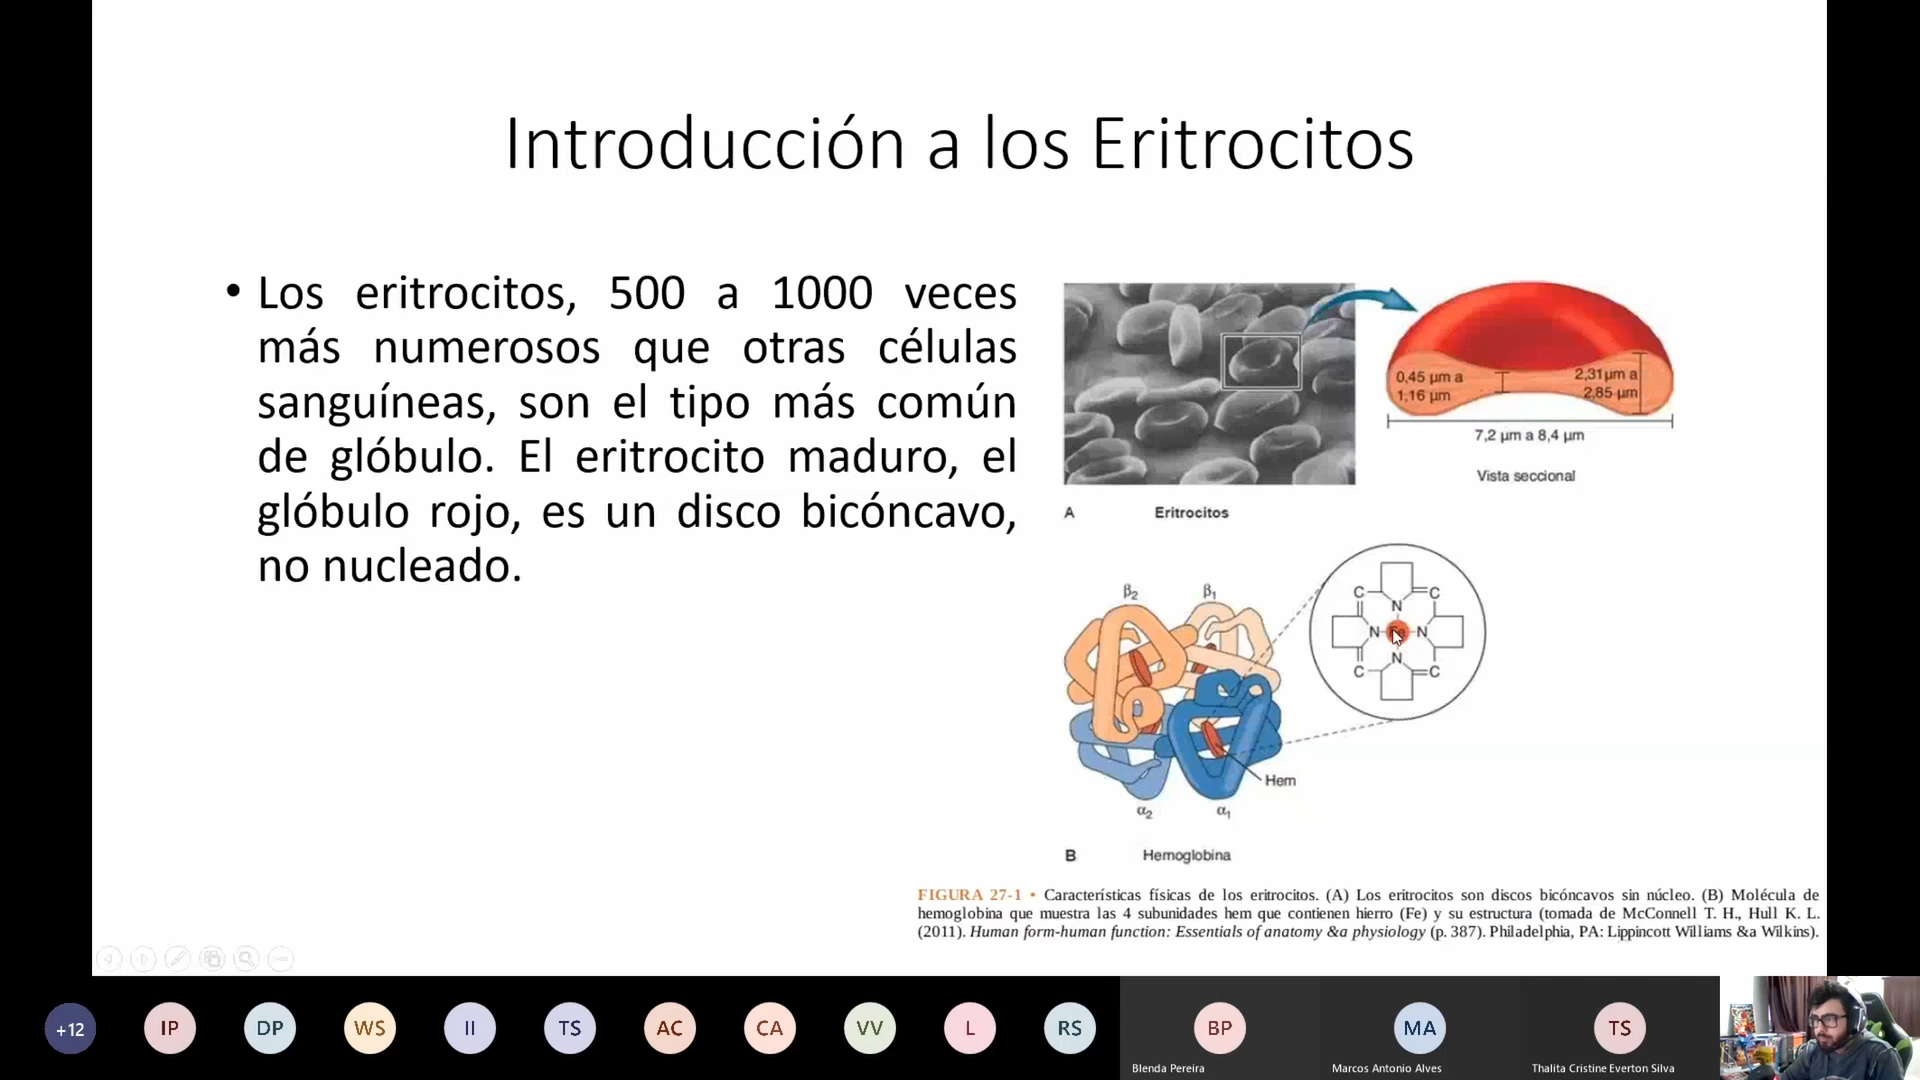 Introducción a los Eritrocitos
• Los eritrocitos, 500 a 1000 veces
más numerosos que otras células
sanguíneas, son el tipo más común
de glóbulo. El eritrocito maduro, el
glóbulo rojo, es un disco bicóncavo,
no nucleado.
0,45 µm a
1,16 µm
2,31µm a
2,85 µm
7,2 µm a 8,4 µm
Vista seccional
A Eritrocitos
β2 β1
C C
N
N N
N
C C
Hem
α2 α1
B Hemoglobina
FIGURA 27-1 • Características físicas de los eritrocitos. (A) Los eritrocitos son discos bicóncavos sin núcleo. (B) Molécula de
hemoglobina que muestra las 4 subunidades hem que contienen hierro (Fe) y su estructura (tomada de McConnell T. H., Hull K. L.
(2011). Human form-human function: Essentials of anatomy &a physiology (p. 387). Philadelphia, PA: Lippincott Williams &a Wilkins).
+12 IP DP WS II TS AC CA VV L RS BP MA TS
Blenda Pereira Marcos Antonio Alves Thalita Cristine Everton Silva